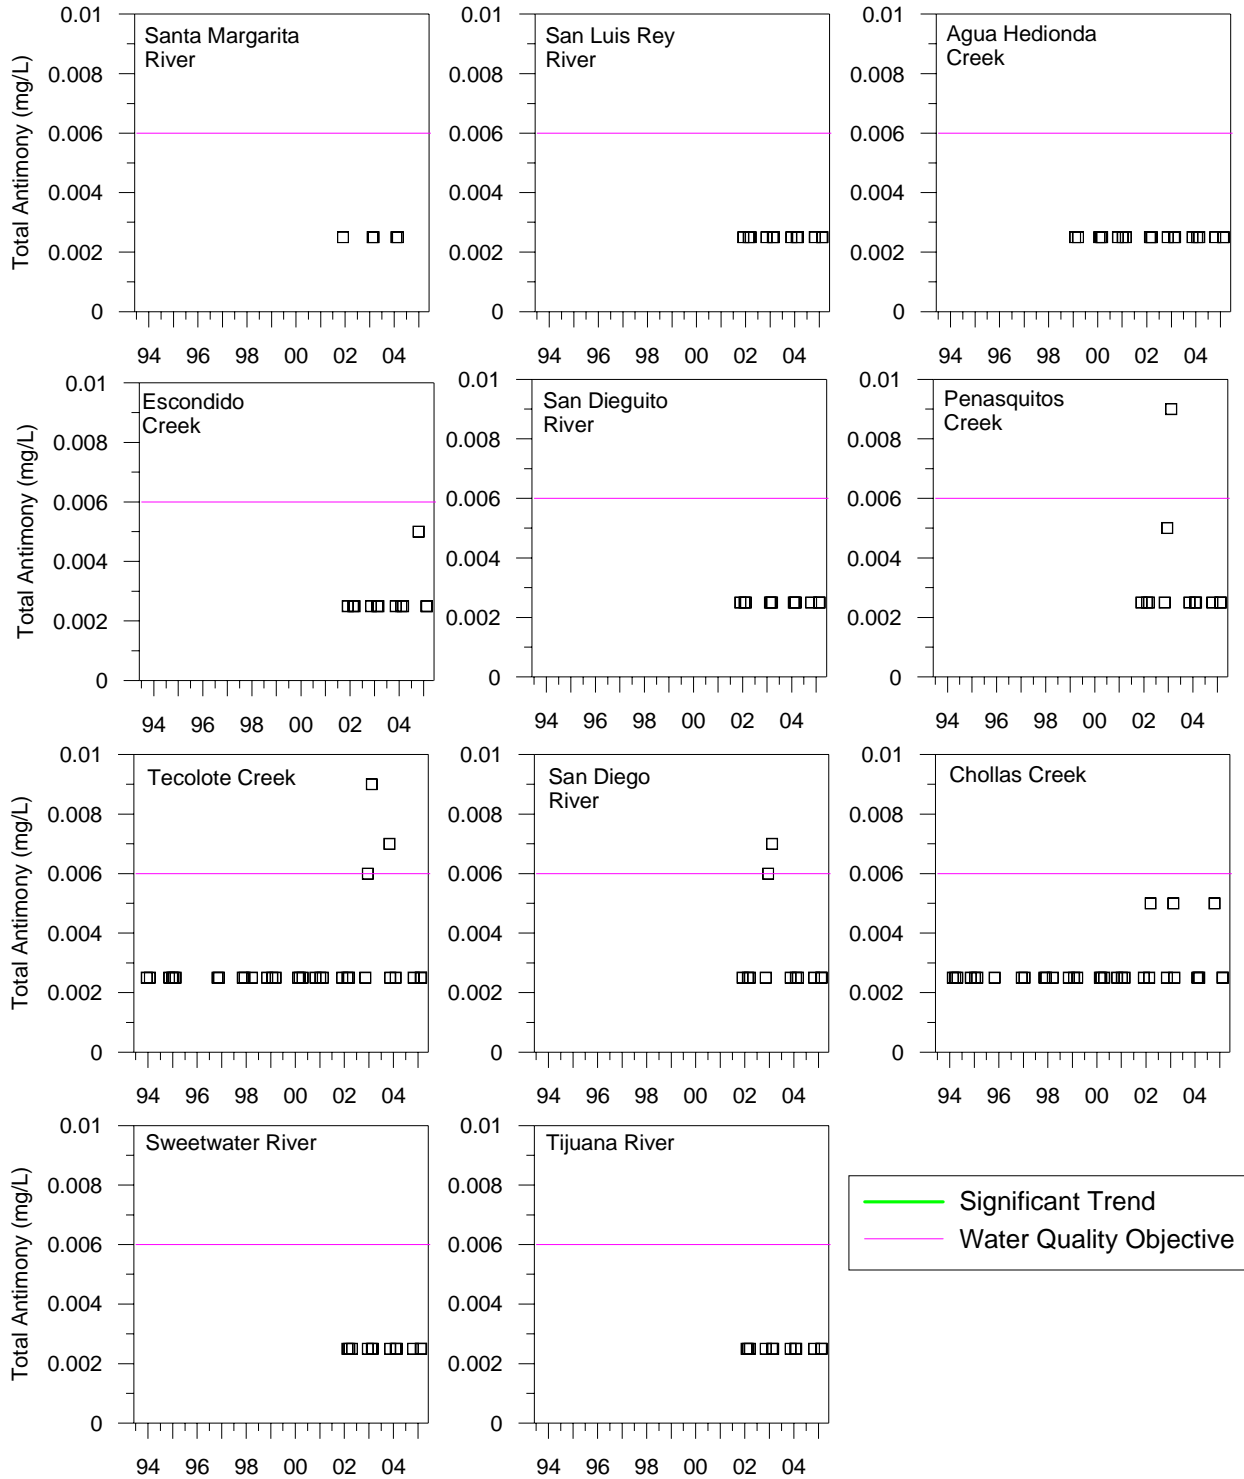 Total Antimony (mg/L)
0.01
0.008
0.006
0.004
0.002
0
Santa Margarita
River
94 96 98 00 02 04
0.01
0.008
0.006
0.004
0.002
0
San Luis Rey
River
94 96 98 00 02 04
0.01
0.008
0.006
0.004
0.002
0
Agua Hedionda
Creek
94 96 98 00 02 04
Total Antimony (mg/L)
0.01
0.008
0.006
0.004
0.002
0
Escondido
Creek
94 96 98 00 02 04
0.01
0.008
0.006
0.004
0.002
0
San Dieguito
River
94 96 98 00 02 04
0.01
0.008
0.006
0.004
0.002
0
Penasquitos
Creek
94 96 98 00 02 04
Total Antimony (mg/L)
0.01
0.008
0.006
0.004
0.002
0
Tecolote Creek
94 96 98 00 02 04
0.01
0.008
0.006
0.004
0.002
0
San Diego
River
94 96 98 00 02 04
0.01
0.008
0.006
0.004
0.002
0
Chollas Creek
94 96 98 00 02 04
Total Antimony (mg/L)
0.01
0.008
0.006
0.004
0.002
0
Sweetwater River
94 96 98 00 02 04
0.01
0.008
0.006
0.004
0.002
0
Tijuana River
94 96 98 00 02 04
Significant Trend
Water Quality Objective